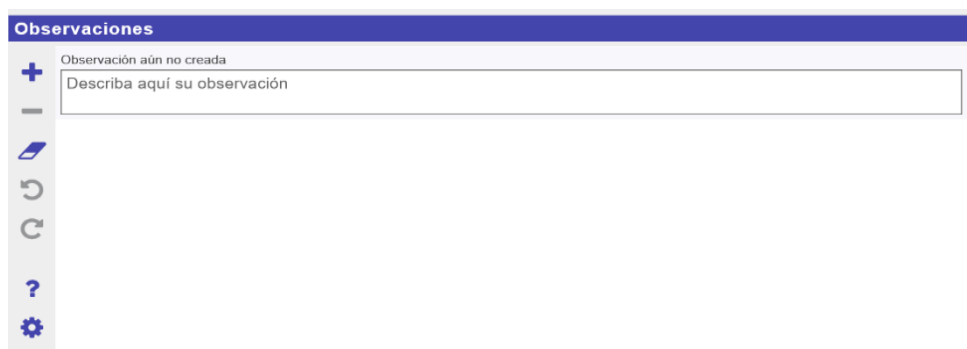 Observaciones
Observación aún no creada
Describa aquí su observación
?